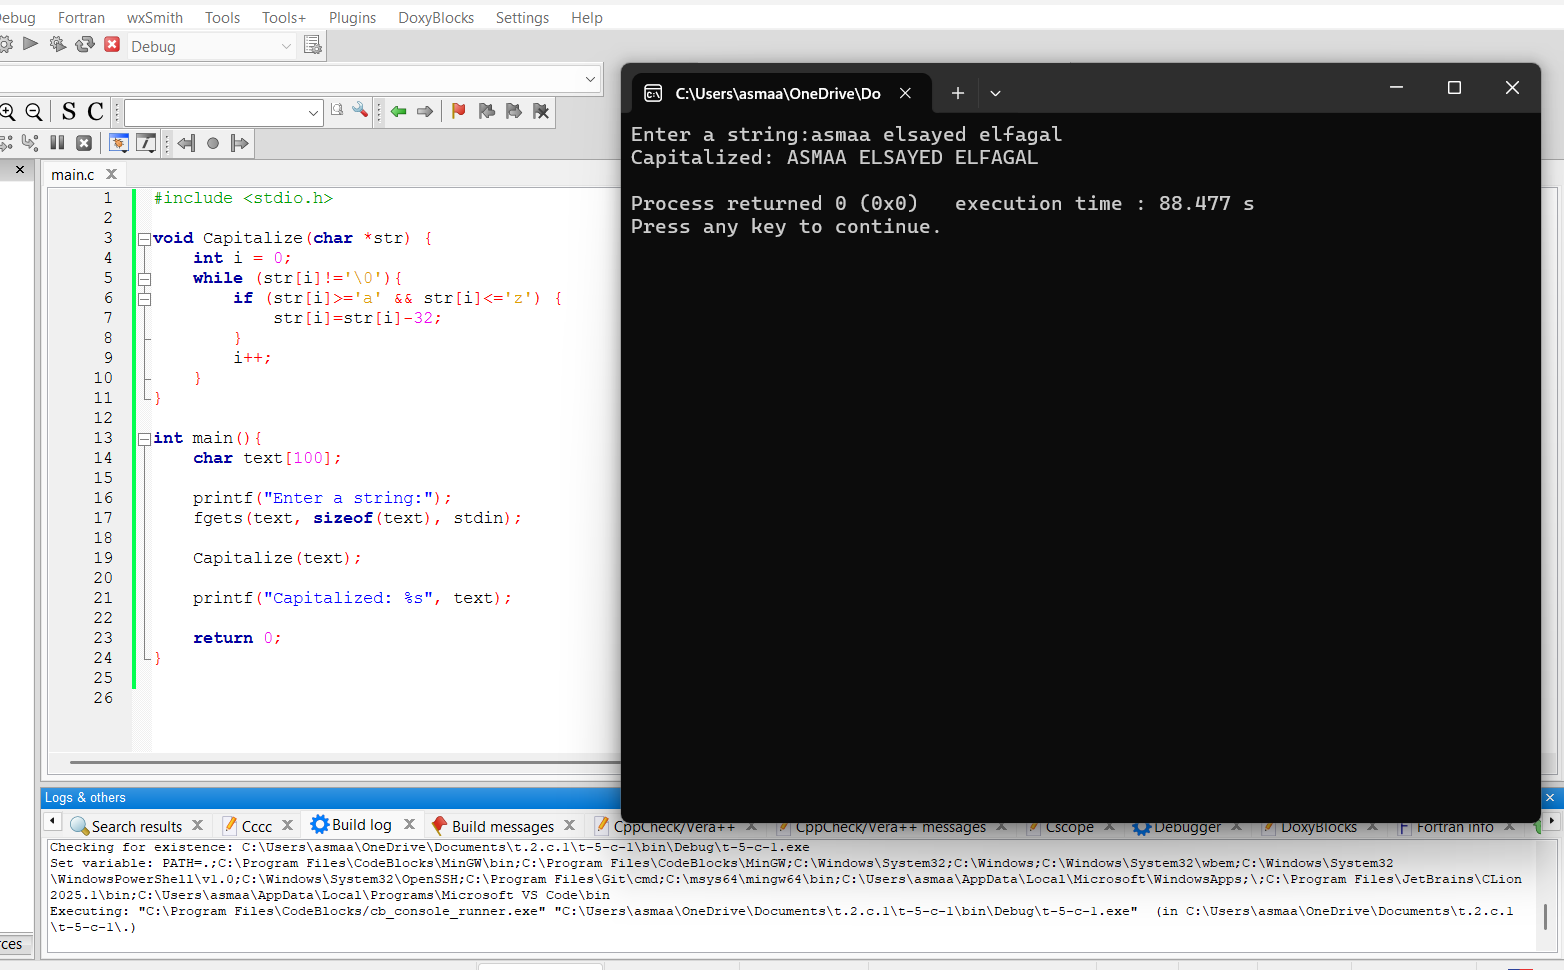 ebug Fortran wxSmith Tools Tools+ Plugins DoxyBlocks Settings Help
Debug
S C
main.c
1 #include <stdio.h>
2
3 void Capitalize(char *str) {
4 int i = 0;
5 while (str[i]!='\0'){
6 if (str[i]>='a' && str[i]<='z') {
7 str[i]=str[i]-32;
8 }
9 i++;
10 }
11 }
12
13 int main(){
14 char text[100];
15
16 printf("Enter a string:");
17 fgets(text, sizeof(text), stdin);
18
19 Capitalize(text);
20
21 printf("Capitalized: %s", text);
22
23 return 0;
24 }
25
26
C:\Users\asmaa\OneDrive\Do
Enter a string:asmaa elsayed elfagal
Capitalized: ASMAA ELSAYED ELFAGAL
Process returned 0 (0x0) execution time : 88.477 s
Press any key to continue.
Logs & others
Search results Cccc Build log Build messages CppCheck/Vera++ CppCheck/Vera++ messages Cscope Debugger DoxyBlocks Fortran info
Checking for existence: C:\Users\asmaa\OneDrive\Documents\t.2.c.1\t-5-c-1\bin\Debug\t-5-c-1.exe
Set variable: PATH=.;C:\Program Files\CodeBlocks\MinGW\bin;C:\Program Files\CodeBlocks\MinGW;C:\Windows\System32;C:\Windows;C:\Windows\System32\wbem;C:\Windows\System32
\WindowsPowerShell\v1.0;C:\Windows\System32\OpenSSH;C:\Program Files\Git\cmd;C:\msys64\mingw64\bin;C:\Users\asmaa\AppData\Local\Microsoft\WindowsApps;\;C:\Program Files\JetBrains\CLion
2025.1\bin;C:\Users\asmaa\AppData\Local\Programs\Microsoft VS Code\bin
Executing: "C:\Program Files\CodeBlocks/cb_console_runner.exe" "C:\Users\asmaa\OneDrive\Documents\t.2.c.1\t-5-c-1\bin\Debug\t-5-c-1.exe" (in C:\Users\asmaa\OneDrive\Documents\t.2.c.1
\t-5-c-1\.)
rces